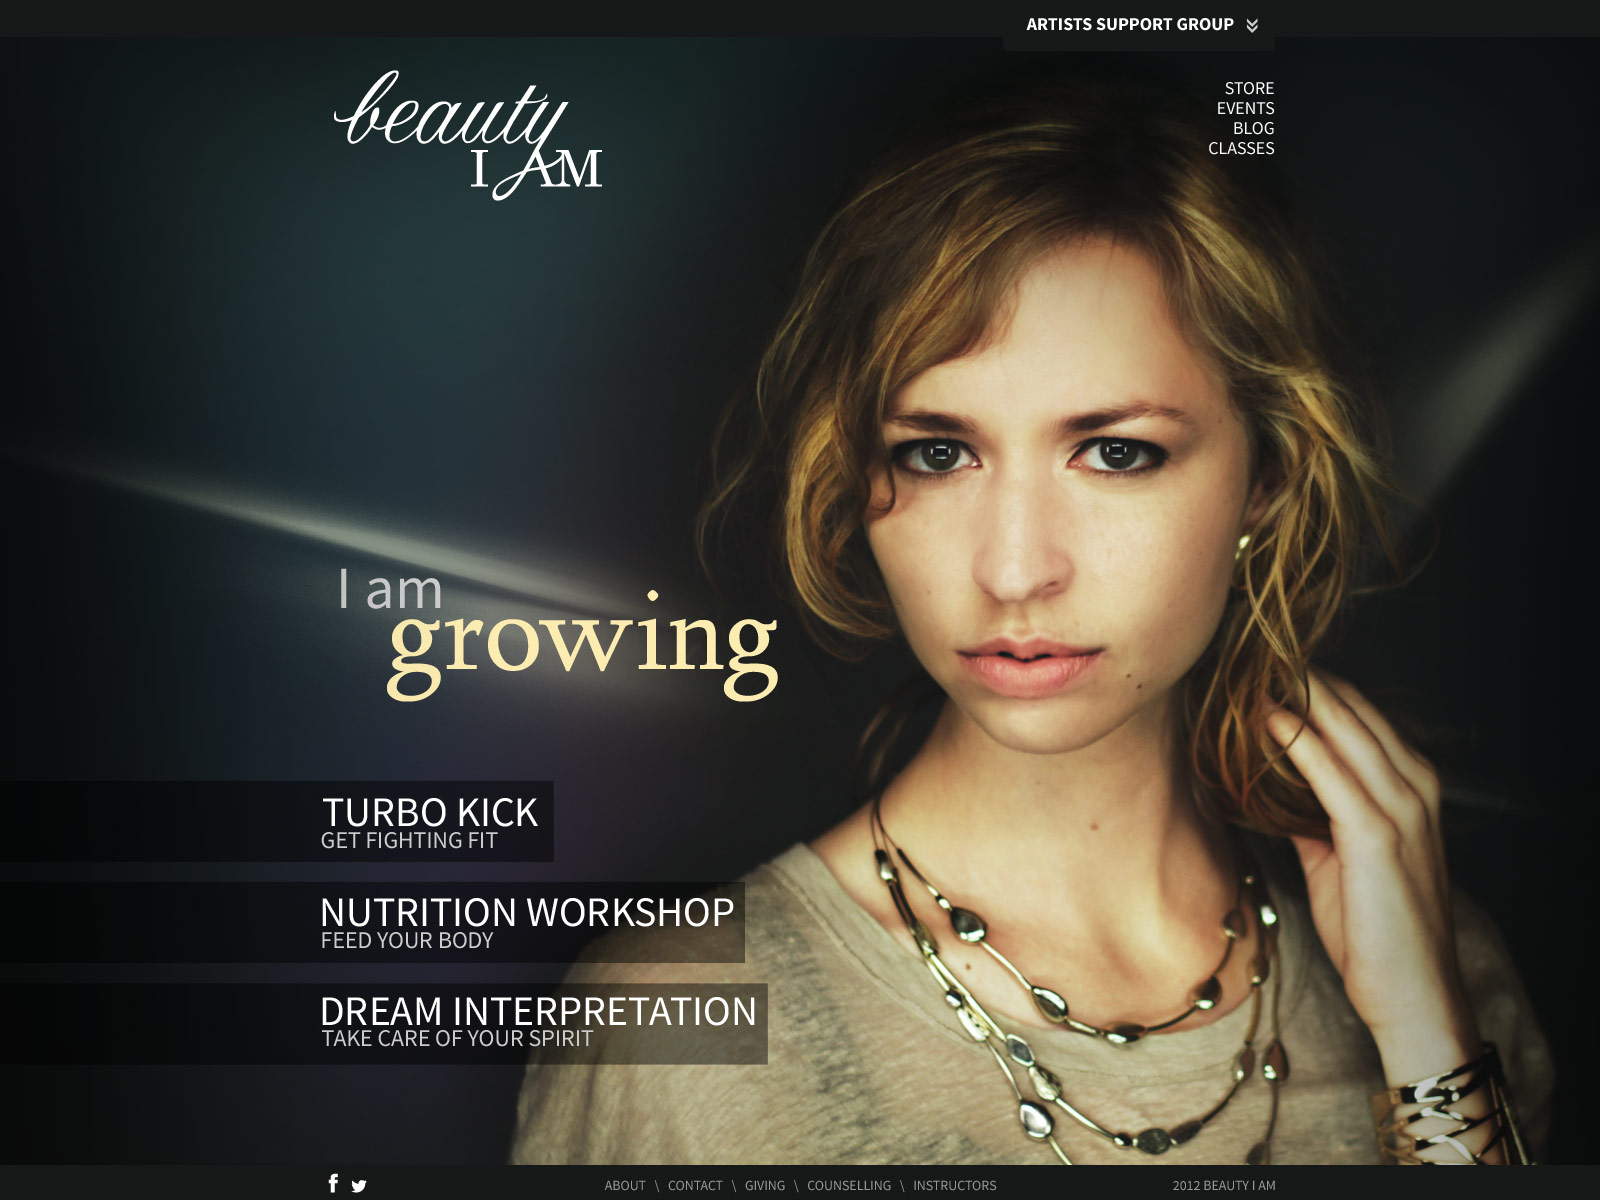 ARTISTS SUPPORT GROUP
beauty
I AM
STORE
EVENTS
BLOG
CLASSES
I am
growing
TURBO KICK
GET FIGHTING FIT
NUTRITION WORKSHOP
FEED YOUR BODY
DREAM INTERPRETATION
TAKE CARE OF YOUR SPIRIT
ABOUT \ CONTACT \ GIVING \ COUNSELLING \ INSTRUCTORS
2012 BEAUTY I AM